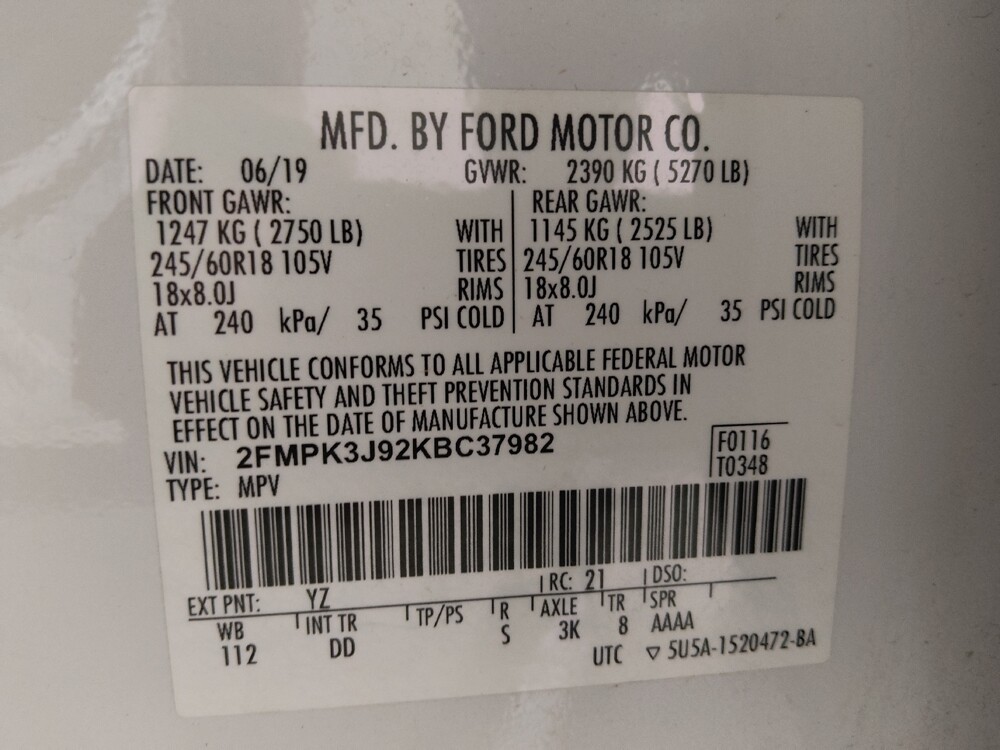 MFD. BY FORD MOTOR CO.
DATE: 06/19 GVWR: 2390 KG ( 5270 LB)
FRONT GAWR: REAR GAWR:
1247 KG ( 2750 LB) WITH 1145 KG ( 2525 LB) WITH
245/60R18 105V TIRES 245/60R18 105V TIRES
18x8.0J RIMS 18x8.0J RIMS
AT 240 kPa/ 35 PSI COLD AT 240 kPa/ 35 PSI COLD
THIS VEHICLE CONFORMS TO ALL APPLICABLE FEDERAL MOTOR
VEHICLE SAFETY AND THEFT PREVENTION STANDARDS IN
EFFECT ON THE DATE OF MANUFACTURE SHOWN ABOVE.
VIN: 2FMPK3J92KBC37982 F0116
TYPE: MPV T0348
EXT PNT: YZ RC: 21 DSO:
WB INT TR TP/PS R AXLE TR SPR
112 DD S 3K 8 AAAA
UTC ▽ 5U5A-1520472-BA